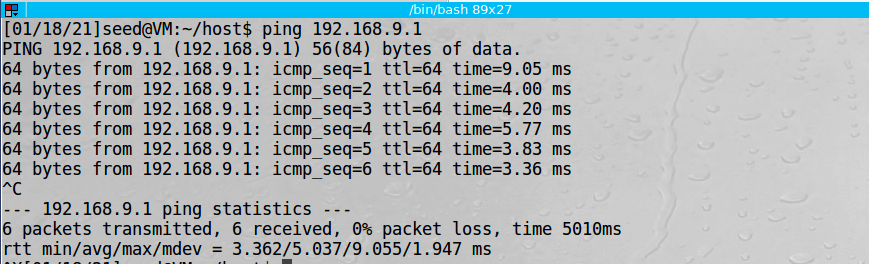 /bin/bash 89x27
[01/18/21]seed@VM:~/host$ ping 192.168.9.1
PING 192.168.9.1 (192.168.9.1) 56(84) bytes of data.
64 bytes from 192.168.9.1: icmp_seq=1 ttl=64 time=9.05 ms
64 bytes from 192.168.9.1: icmp_seq=2 ttl=64 time=4.00 ms
64 bytes from 192.168.9.1: icmp_seq=3 ttl=64 time=4.20 ms
64 bytes from 192.168.9.1: icmp_seq=4 ttl=64 time=5.77 ms
64 bytes from 192.168.9.1: icmp_seq=5 ttl=64 time=3.83 ms
64 bytes from 192.168.9.1: icmp_seq=6 ttl=64 time=3.36 ms
^C
--- 192.168.9.1 ping statistics ---
6 packets transmitted, 6 received, 0% packet loss, time 5010ms
rtt min/avg/max/mdev = 3.362/5.037/9.055/1.947 ms